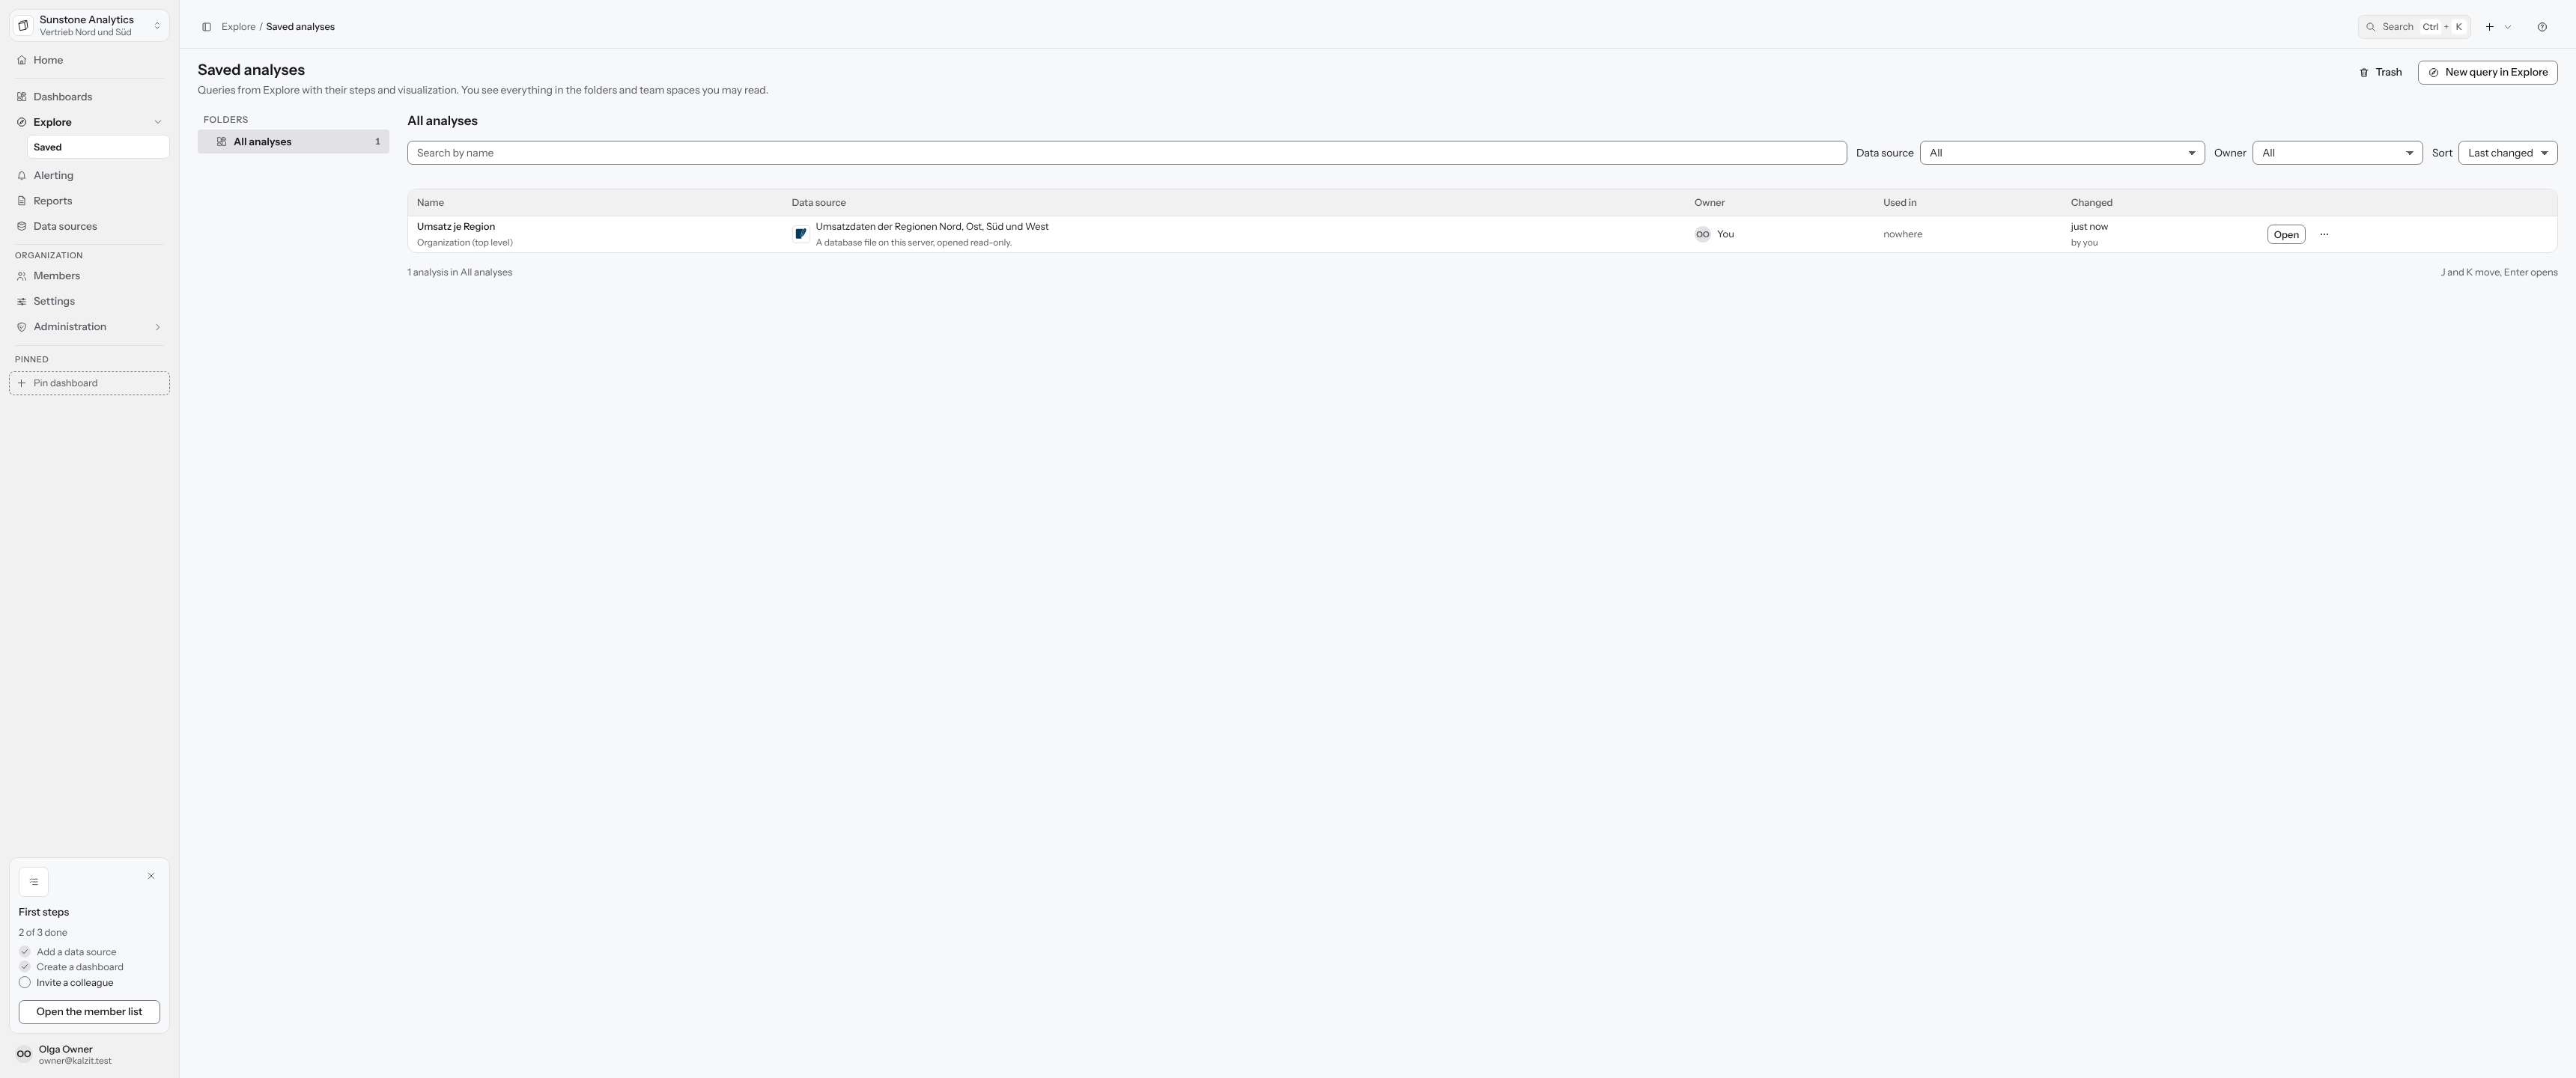 Sunstone Analytics
Vertrieb Nord und Süd
Home
Dashboards
Explore
Saved
Alerting
Reports
Data sources
ORGANIZATION
Members
Settings
Administration
PINNED
Pin dashboard
First steps
2 of 3 done
Add a data source
Create a dashboard
Invite a colleague
Open the member list
OO
Olga Owner
owner@kalzit.test
Explore / Saved analyses
Search Ctrl + K
Saved analyses
Queries from Explore with their steps and visualization. You see everything in the folders and team spaces you may read.
Trash
New query in Explore
FOLDERS
All analyses 1
All analyses
Search by name
Data source All
Owner All
Sort Last changed
Name Data source Owner Used in Changed
Umsatz je Region
Organization (top level)
Umsatzdaten der Regionen Nord, Ost, Süd und West
A database file on this server, opened read-only.
OO You
nowhere
just now
by you
Open
1 analysis in All analyses
J and K move, Enter opens